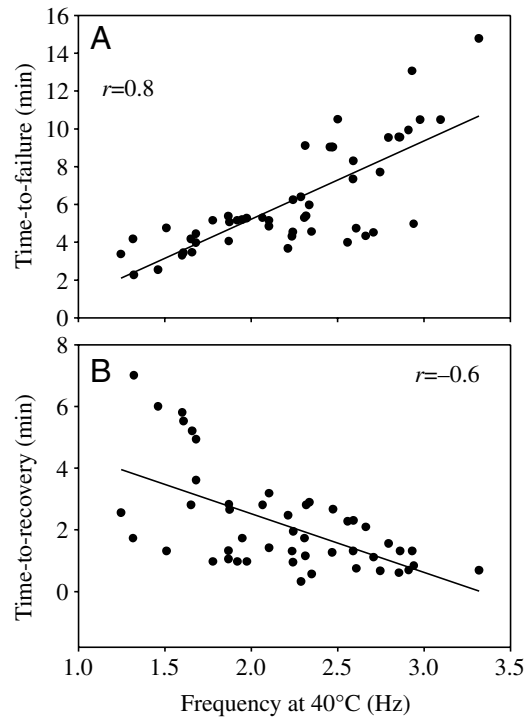 A
r=0.8
Time-to-failure (min)
16
14
12
10
8
6
4
2
0
B
r=–0.6
Time-to-recovery (min)
8
6
4
2
0
1.0 1.5 2.0 2.5 3.0 3.5
Frequency at 40°C (Hz)